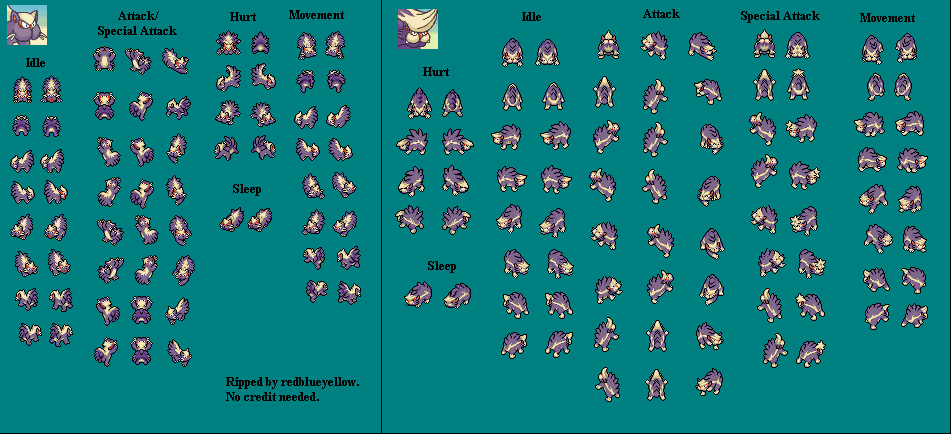 Attack/
Special Attack
Hurt
Movement
Idle
Sleep
Ripped by redblueyellow.
No credit needed.
Idle
Attack
Special Attack
Movement
Hurt
Sleep